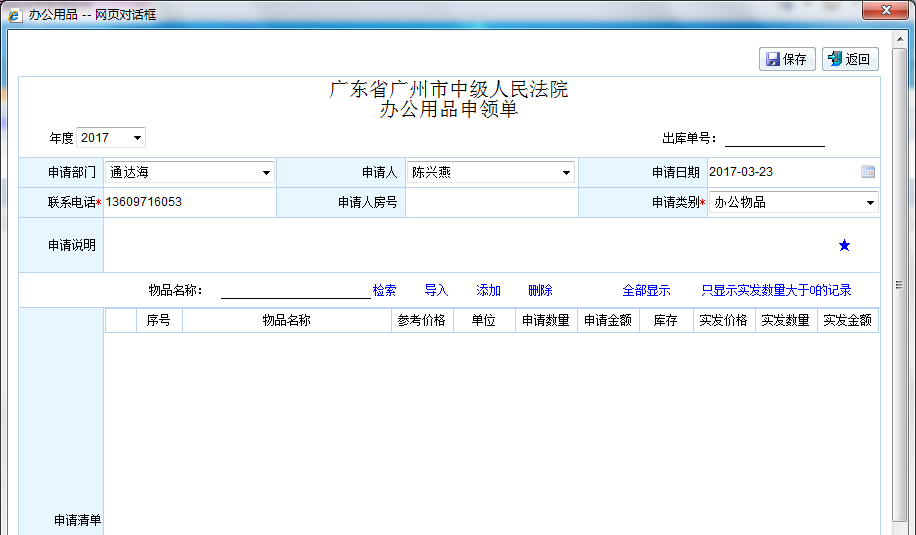 办公用品 -- 网页对话框
保存 返回
广东省广州市中级人民法院
办公用品申领单
年度 2017 出库单号：
申请部门 通达海 申请人 陈兴燕 申请日期 2017-03-23
联系电话* 13609716053 申请人房号 申请类别* 办公物品
申请说明 ★
物品名称： 检索 导入 添加 删除 全部显示 只显示实发数量大于0的记录
序号 物品名称 参考价格 单位 申请数量 申请金额 库存 实发价格 实发数量 实发金额
申请清单